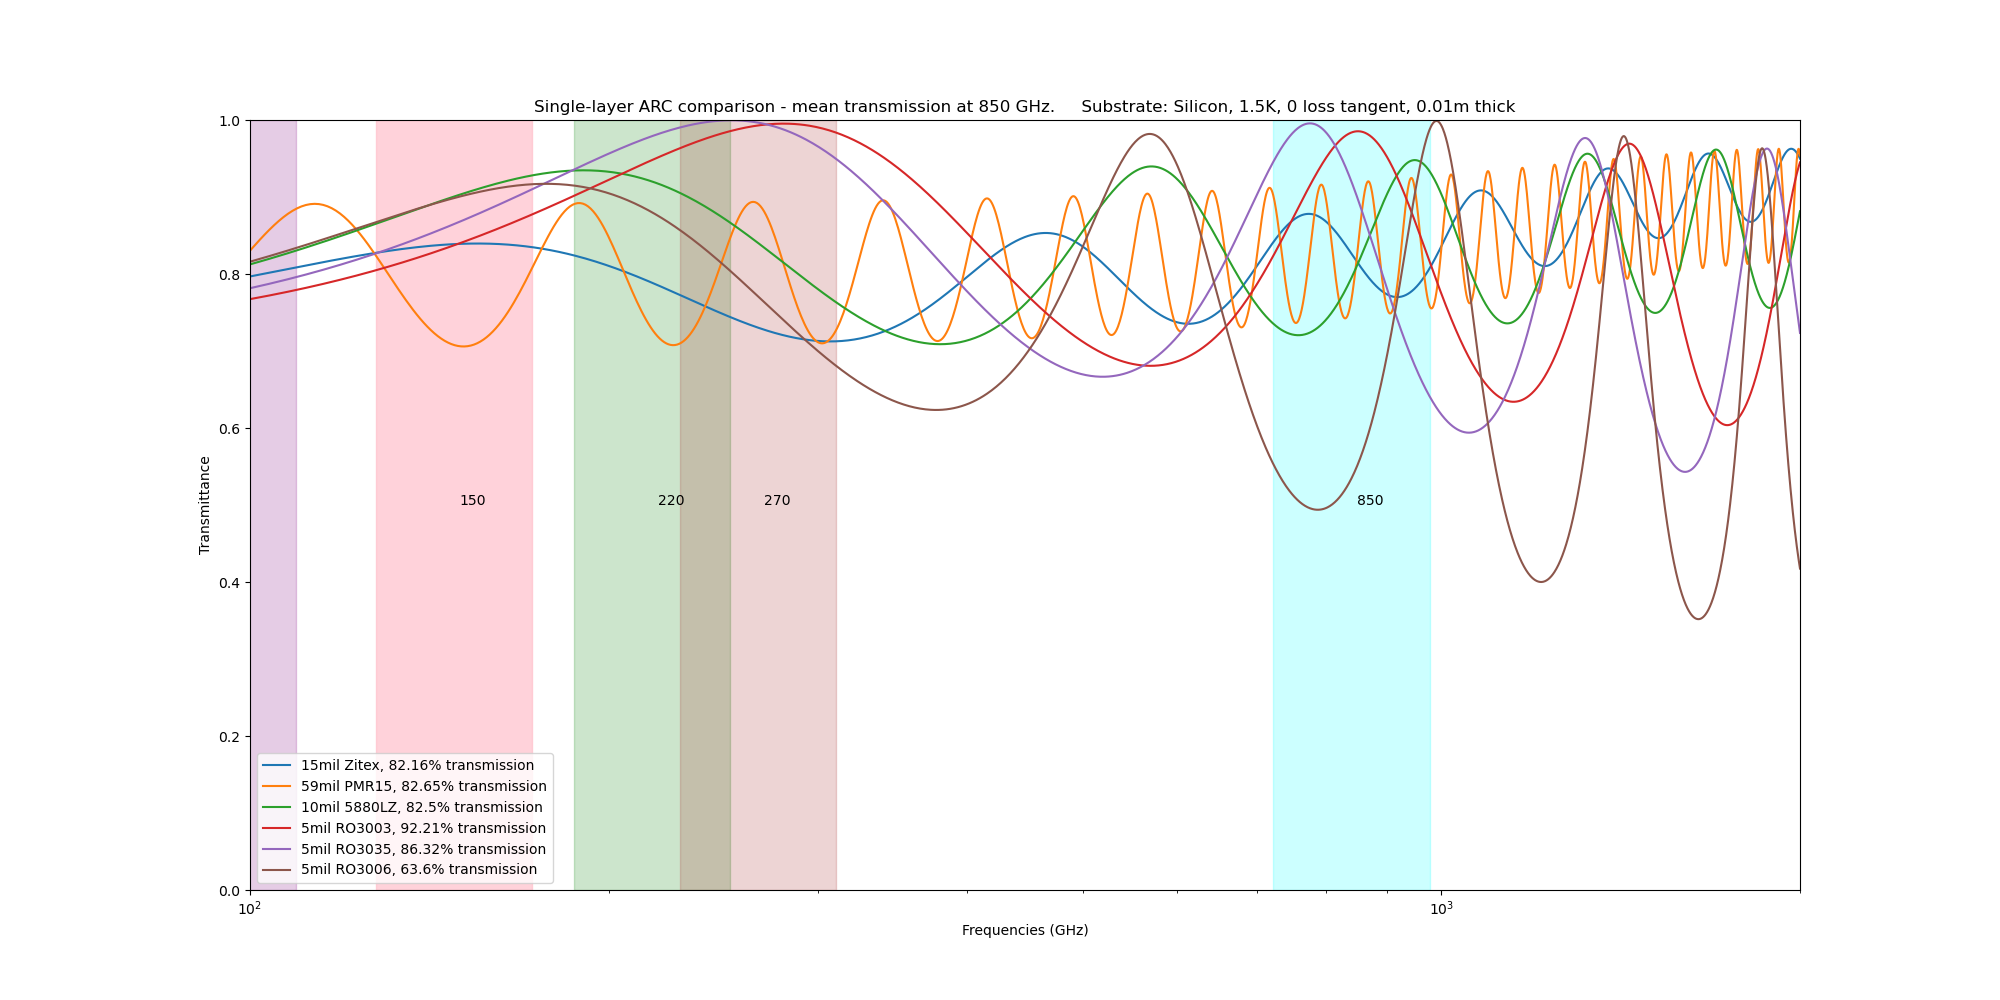 Single-layer ARC comparison - mean transmission at 850 GHz.     Substrate: Silicon, 1.5K, 0 loss tangent, 0.01m thick
1.0
0.8
0.6
0.4
0.2
0.0
Transmittance
150
220
270
850
15mil Zitex, 82.16% transmission
59mil PMR15, 82.65% transmission
10mil 5880LZ, 82.5% transmission
5mil RO3003, 92.21% transmission
5mil RO3035, 86.32% transmission
5mil RO3006, 63.6% transmission
10²
10³
Frequencies (GHz)